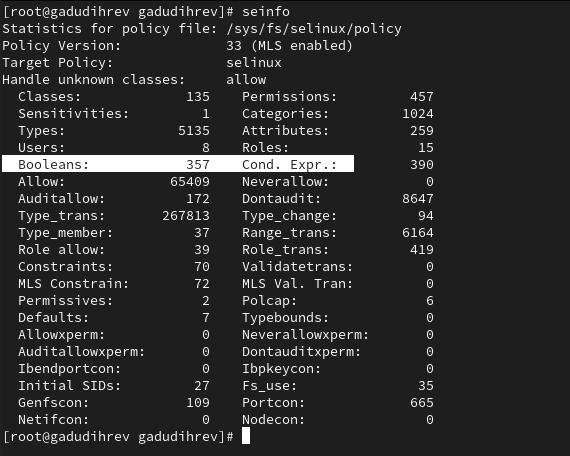 [root@gadudihrev gadudihrev]# seinfo
Statistics for policy file: /sys/fs/selinux/policy
Policy Version:             33 (MLS enabled)
Target Policy:              selinux
Handle unknown classes:     allow
  Classes:             135    Permissions:         457
  Sensitivities:         1    Categories:         1024
  Types:              5135    Attributes:          259
  Users:                 8    Roles:                15
  Booleans:            357    Cond. Expr.:         390
  Allow:             65409    Neverallow:            0
  Auditallow:          172    Dontaudit:          8647
  Type_trans:       267813    Type_change:          94
  Type_member:          37    Range_trans:        6164
  Role allow:           39    Role_trans:          419
  Constraints:          70    Validatetrans:         0
  MLS Constrain:        72    MLS Val. Tran:         0
  Permissives:           2    Polcap:                6
  Defaults:              7    Typebounds:            0
  Allowxperm:            0    Neverallowxperm:       0
  Auditallowxperm:       0    Dontauditxperm:        0
  Ibendportcon:          0    Ibpkeycon:             0
  Initial SIDs:         27    Fs_use:               35
  Genfscon:            109    Portcon:             665
  Netifcon:              0    Nodecon:               0
[root@gadudihrev gadudihrev]#